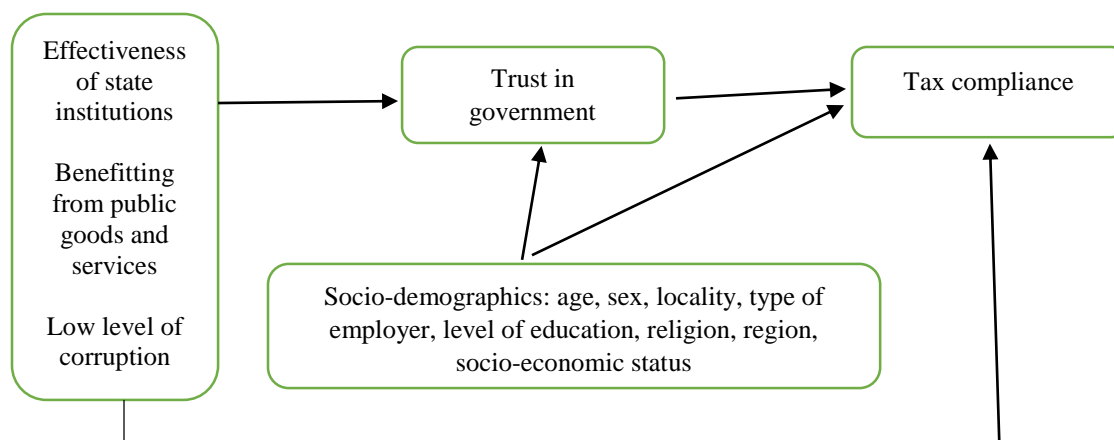 Effectiveness
of state
institutions
Benefitting
from public
goods and
services
Low level of
corruption
Trust in
government
Tax compliance
Socio-demographics: age, sex, locality, type of
employer, level of education, religion, region,
socio-economic status